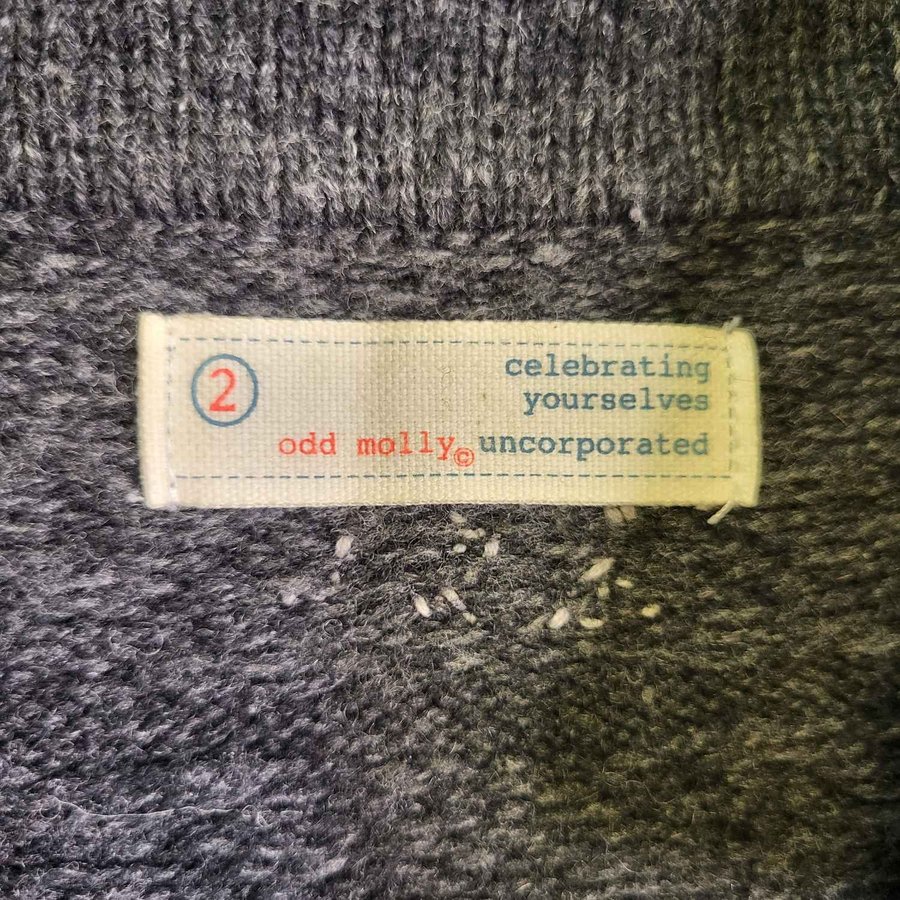 2
celebrating
yourselves
odd molly© uncorporated